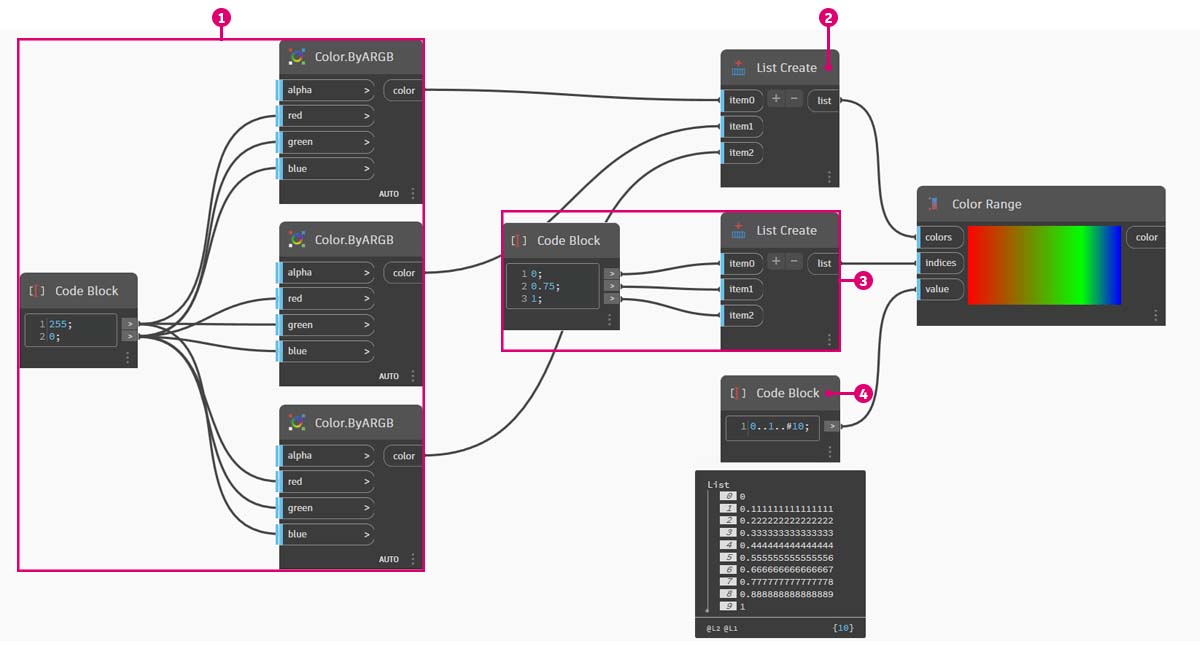 1
2
Color.ByARGB
alpha >
color
red >
green >
blue >
AUTO
List Create
item0
+ -
list
item1
item2
Color.ByARGB
alpha >
color
red >
green >
blue >
AUTO
Code Block
1 255; >
2 0; >
Color.ByARGB
alpha >
color
red >
green >
blue >
AUTO
Code Block
1 0; >
2 0.75; >
3 1; >
List Create
item0
+ -
list
item1
item2
3
Color Range
colors
color
indices
value
Code Block
4
1 0..1..#10; >
List
0 0
1 0.111111111111111
2 0.222222222222222
3 0.333333333333333
4 0.444444444444444
5 0.555555555555556
6 0.666666666666667
7 0.777777777777778
8 0.888888888888889
9 1
@L2 @L1 {10}